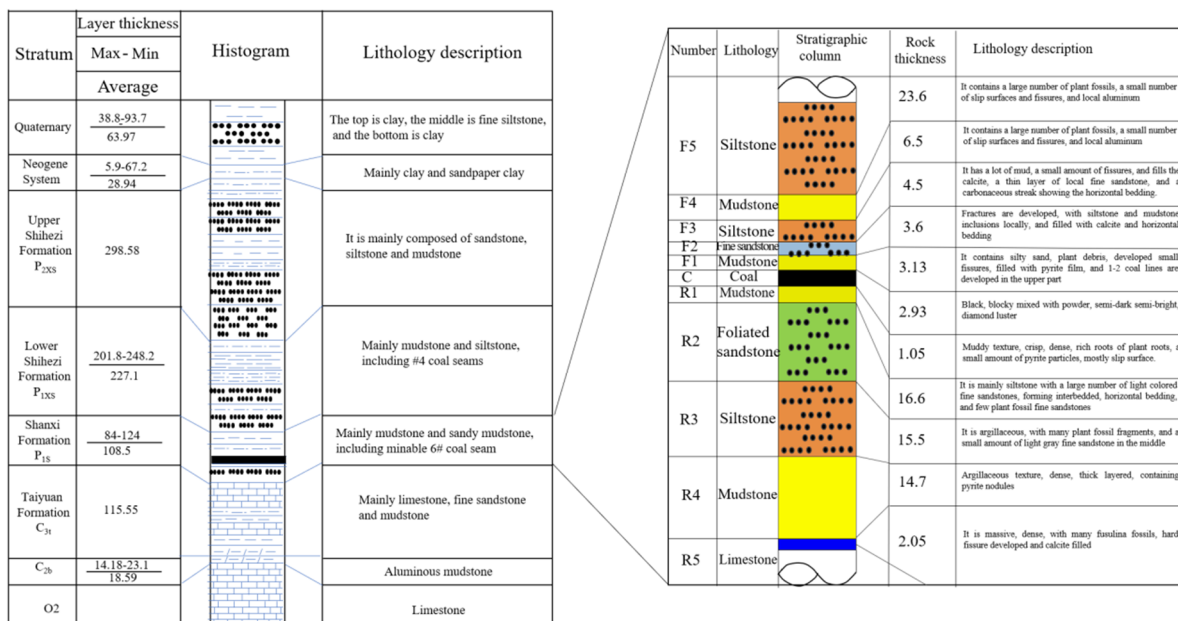 Stratum
Layer thickness
Max - Min
Average
Histogram
Lithology description
Quaternary
38.8-93.7
63.97
The top is clay, the middle is fine siltstone,
and the bottom is clay
Neogene
System
5.9-67.2
28.94
Mainly clay and sandpaper clay
Upper
Shihezi
Formation
P2XS
298.58
It is mainly composed of sandstone,
siltstone and mudstone
Lower
Shihezi
Formation
P1XS
201.8-248.2
227.1
Mainly mudstone and siltstone,
including #4 coal seams
Shanxi
Formation
P1S
84-124
108.5
Mainly mudstone and sandy mudstone,
including minable 6# coal seam
Taiyuan
Formation
C3t
115.55
Mainly limestone, fine sandstone
and mudstone
C2b
14.18-23.1
18.59
Aluminous mudstone
O2
Limestone
Number
Lithology
Stratigraphic
column
Rock
thickness
Lithology description
F5
Siltstone
23.6
It contains a large number of plant fossils, a small number
of slip surfaces and fissures, and local aluminum
F4
Mudstone
6.5
It contains a large number of plant fossils, a small number
of slip surfaces and fissures, and local aluminum
F3
Siltstone
4.5
It has a lot of mud, a small amount of fissures, and fills the
calcite, a thin layer of local fine sandstone, and a
carbonaceous streak showing the horizontal bedding.
F2
Fine sandstone
3.6
Fractures are developed, with siltstone and mudstone
inclusions locally, and filled with calcite and horizontal
bedding
F1
Mudstone
3.13
It contains silty sand, plant debris, developed small
fissures, filled with pyrite film, and 1-2 coal lines are
developed in the upper part
C
Coal
2.93
Black, blocky mixed with powder, semi-dark semi-bright,
diamond luster
R1
Mudstone
1.05
Muddy texture, crisp, dense, rich roots of plant roots, a
small amount of pyrite particles, mostly slip surface.
R2
Foliated
sandstone
16.6
It is mainly siltstone with a large number of light colored
fine sandstones, forming interbedded, horizontal bedding,
and few plant fossil fine sandstones
R3
Siltstone
15.5
It is argillaceous, with many plant fossil fragments, and a
small amount of light gray fine sandstone in the middle
R4
Mudstone
14.7
Argillaceous texture, dense, thick layered, containing
pyrite nodules
R5
Limestone
2.05
It is massive, dense, with many fusulina fossils, hard
fissure developed and calcite filled